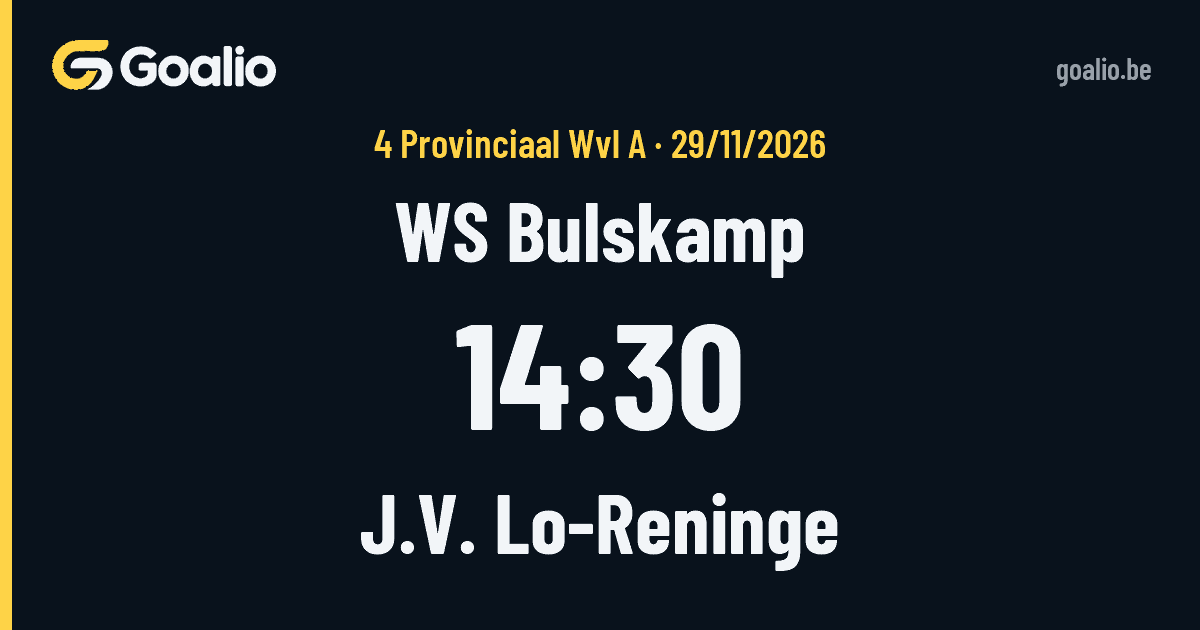 Goalio
goalio.be
4 Provinciaal Wvl A · 29/11/2026
WS Bulskamp
14:30
J.V. Lo-Reninge